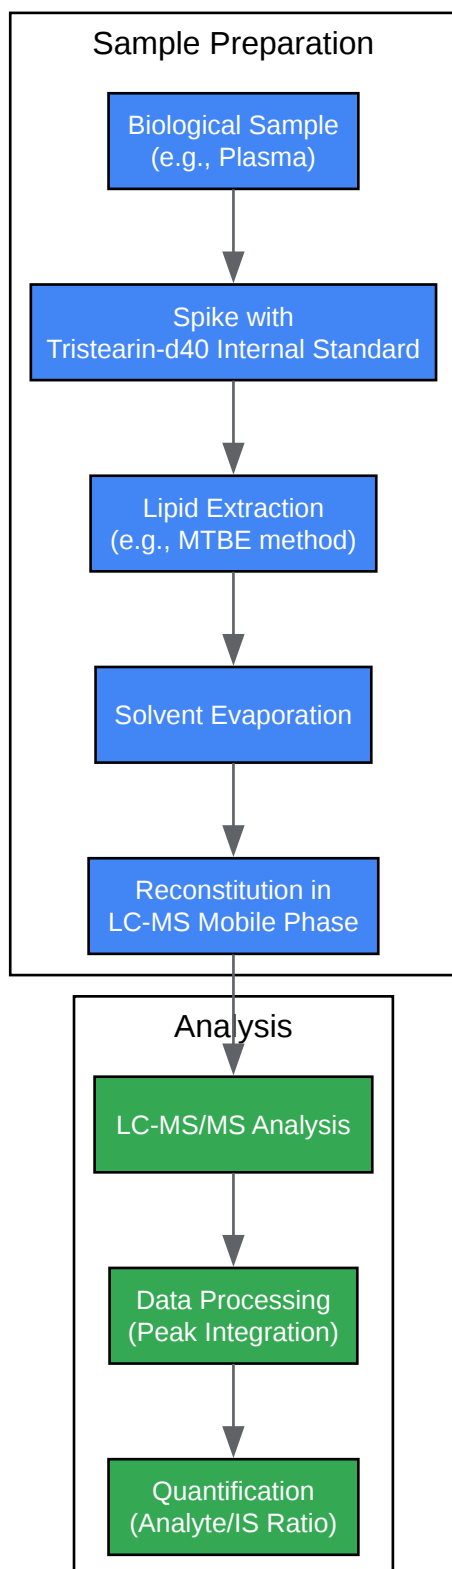 Sample Preparation
Biological Sample
(e.g., Plasma)
Spike with
Tristearin-d40 Internal Standard
Lipid Extraction
(e.g., MTBE method)
Solvent Evaporation
Reconstitution in
LC-MS Mobile Phase
Analysis
LC-MS/MS Analysis
Data Processing
(Peak Integration)
Quantification
(Analyte/IS Ratio)